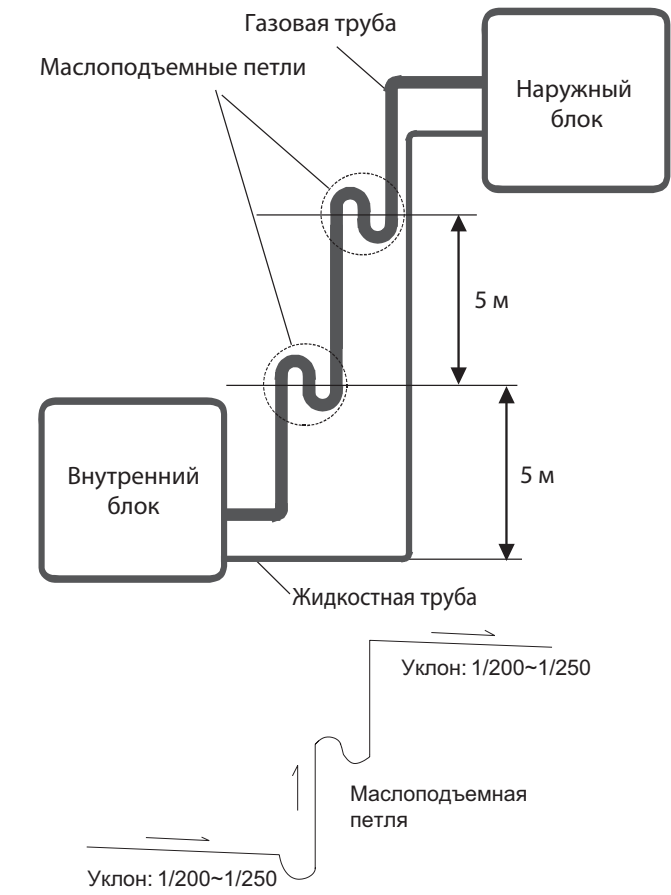 Газовая труба
Маслоподъемные петли
Наружный
блок
5 м
Внутренний
блок
5 м
Жидкостная труба
Уклон: 1/200~1/250
Маслоподъемная
петля
Уклон: 1/200~1/250